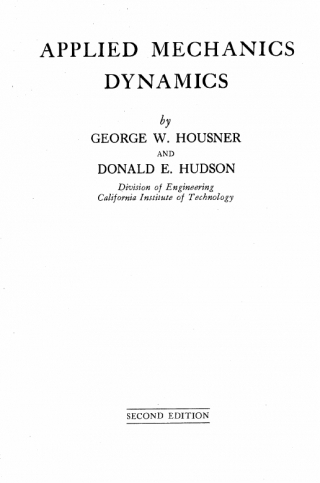 APPLIED MECHANICS
DYNAMICS
by
GEORGE W. HOUSNER
AND
DONALD E. HUDSON
Division of Engineering
California Institute of Technology
SECOND EDITION